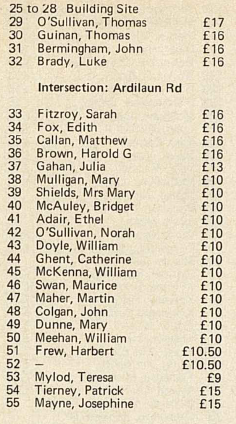 25 to 28 Building Site
29 O'Sullivan, Thomas £17
30 Guinan, Thomas £16
31 Bermingham, John £16
32 Brady, Luke £16
Intersection: Ardilaun Rd
33 Fitzroy, Sarah £16
34 Fox, Edith £16
35 Callan, Matthew £16
36 Brown, Harold G £16
37 Gahan, Julia £13
38 Mulligan, Mary £10
39 Shields, Mrs Mary £10
40 McAuley, Bridget £10
41 Adair, Ethel £10
42 O'Sullivan, Norah £10
43 Doyle, William £10
44 Ghent, Catherine £10
45 McKenna, William £10
46 Swan, Maurice £10
47 Maher, Martin £10
48 Colgan, John £10
49 Dunne, Mary £10
50 Meehan, William £10
51 Frew, Harbert £10.50
52 – £10.50
53 Mylod, Teresa £9
54 Tierney, Patrick £15
55 Mayne, Josephine £15